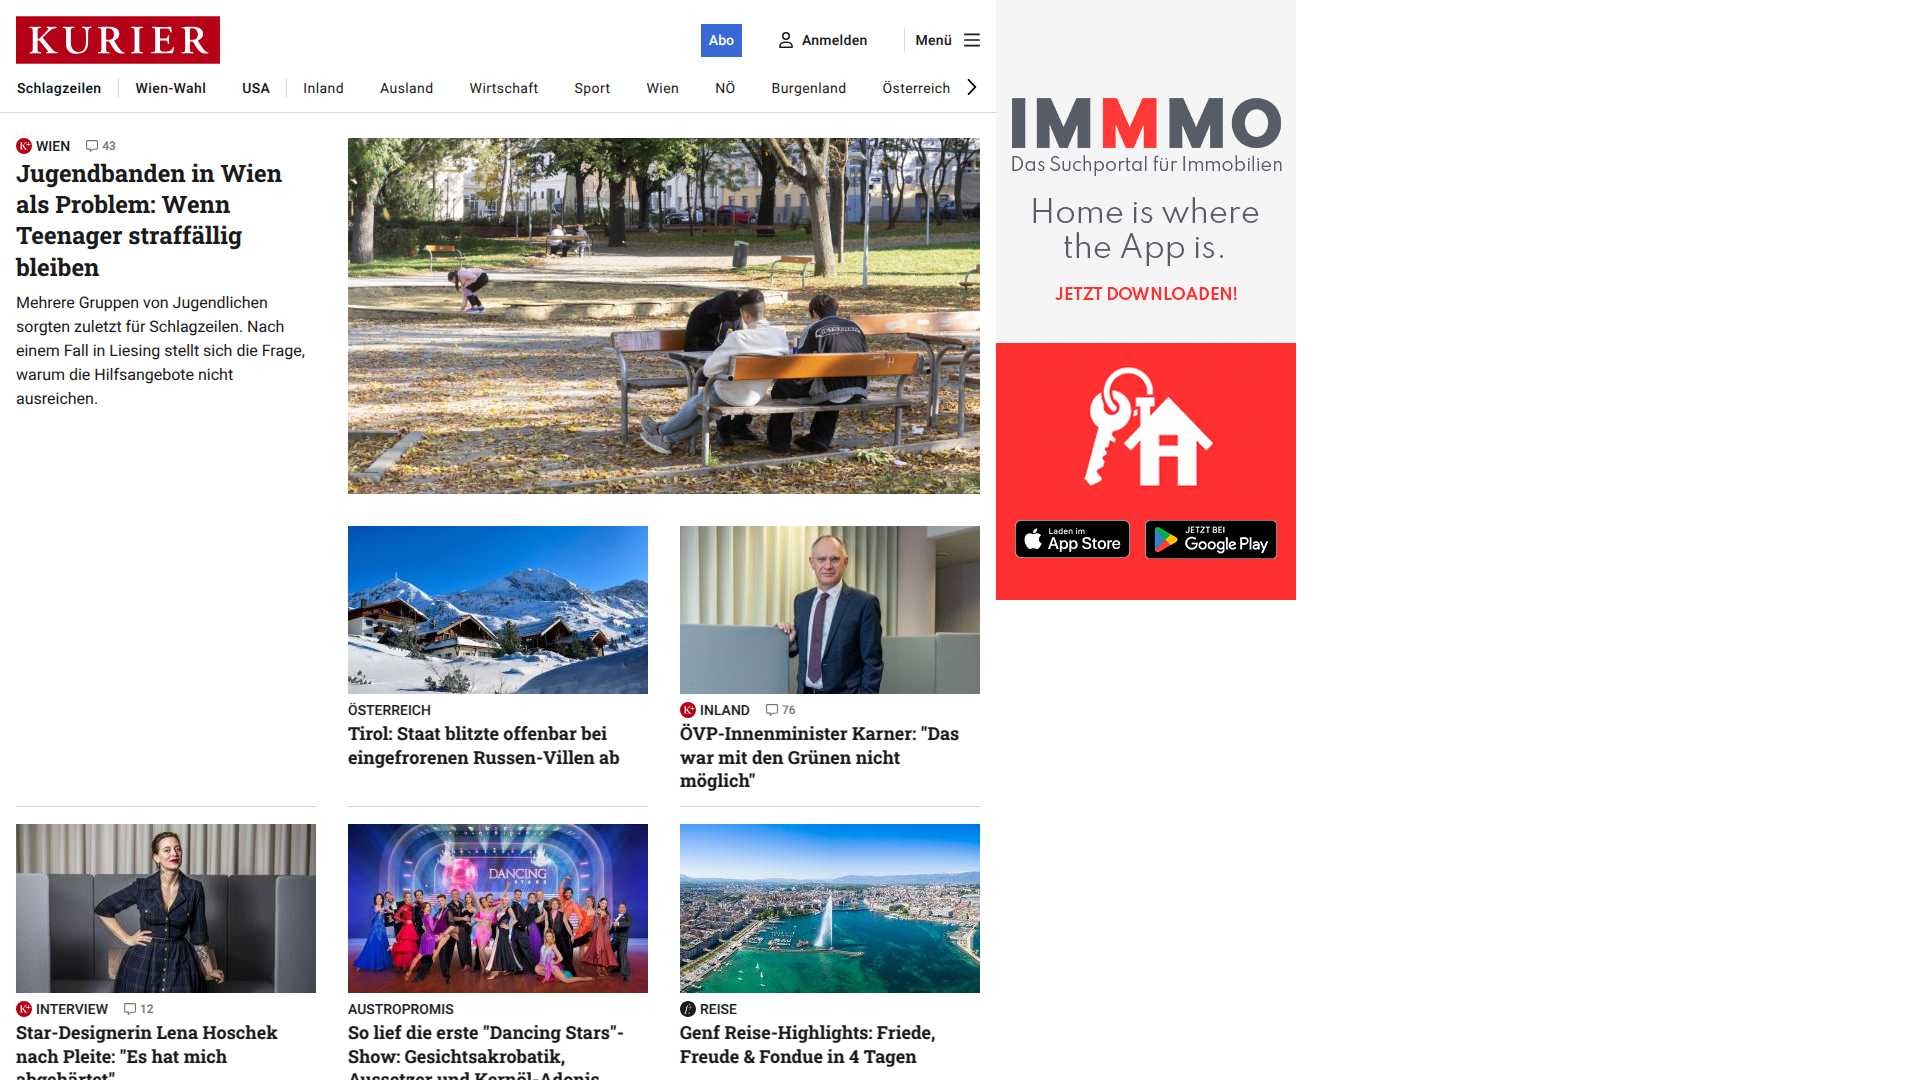 KURIER
Abo
Anmelden
Menü
Schlagzeilen
Wien-Wahl
USA
Inland
Ausland
Wirtschaft
Sport
Wien
NÖ
Burgenland
Österreich
WIEN 43
Jugendbanden in Wien
als Problem: Wenn
Teenager straffällig
bleiben
Mehrere Gruppen von Jugendlichen
sorgten zuletzt für Schlagzeilen. Nach
einem Fall in Liesing stellt sich die Frage,
warum die Hilfsangebote nicht
ausreichen.
ÖSTERREICH
Tirol: Staat blitzte offenbar bei
eingefrorenen Russen-Villen ab
INLAND 76
ÖVP-Innenminister Karner: "Das
war mit den Grünen nicht
möglich"
INTERVIEW 12
Star-Designerin Lena Hoschek
nach Pleite: "Es hat mich
abgehärtet"
DANCING
STARS
AUSTROPROMIS
So lief die erste "Dancing Stars"-
Show: Gesichtsakrobatik,
Aussetzer und Kernöl-Adonis
REISE
Genf Reise-Highlights: Friede,
Freude & Fondue in 4 Tagen
IMMMO
Das Suchportal für Immobilien
Home is where
the App is.
JETZT DOWNLOADEN!
Laden im
App Store
JETZT BEI
Google Play